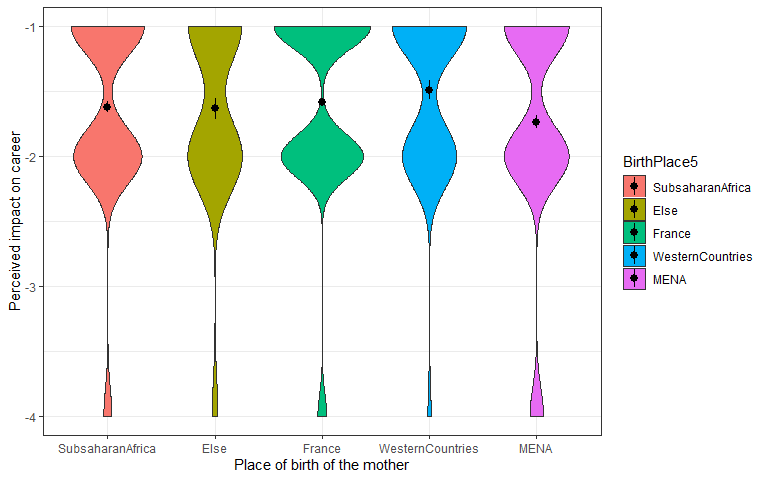 -1
-2
-3
-4
Perceived impact on career
SubsaharanAfrica
Else
France
WesternCountries
MENA
Place of birth of the mother
BirthPlace5
SubsaharanAfrica
Else
France
WesternCountries
MENA